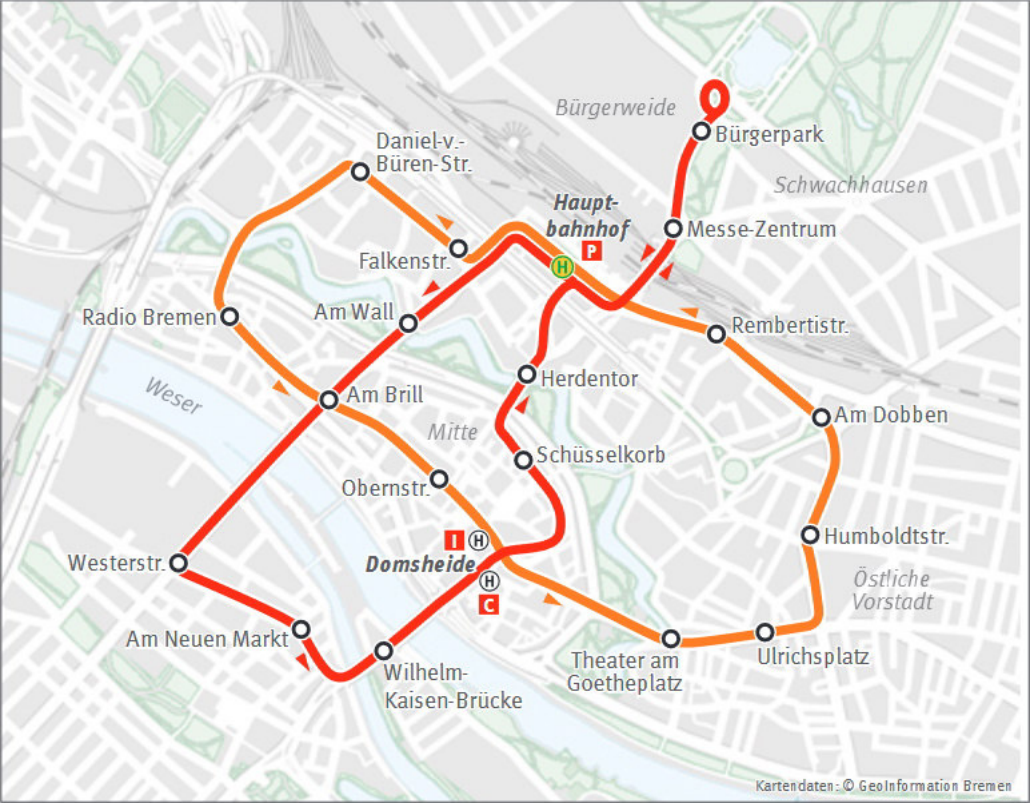 Bürgerweide
Bürgerpark
Daniel-v.-
Büren-Str.
Schwachhausen
Haupt-
bahnhof
P
Messe-Zentrum
Falkenstr.
H
Am Wall
Radio Bremen
Rembertistr.
Herdentor
Weser
Am Brill
Am Dobben
Mitte
Schüsselkorb
Obernstr.
I
H
Humboldtstr.
Westerstr.
Domsheide
H
C
Östliche
Vorstadt
Am Neuen Markt
Theater am
Goetheplatz
Ulrichsplatz
Wilhelm-
Kaisen-Brücke
Kartendaten: © GeoInformation Bremen